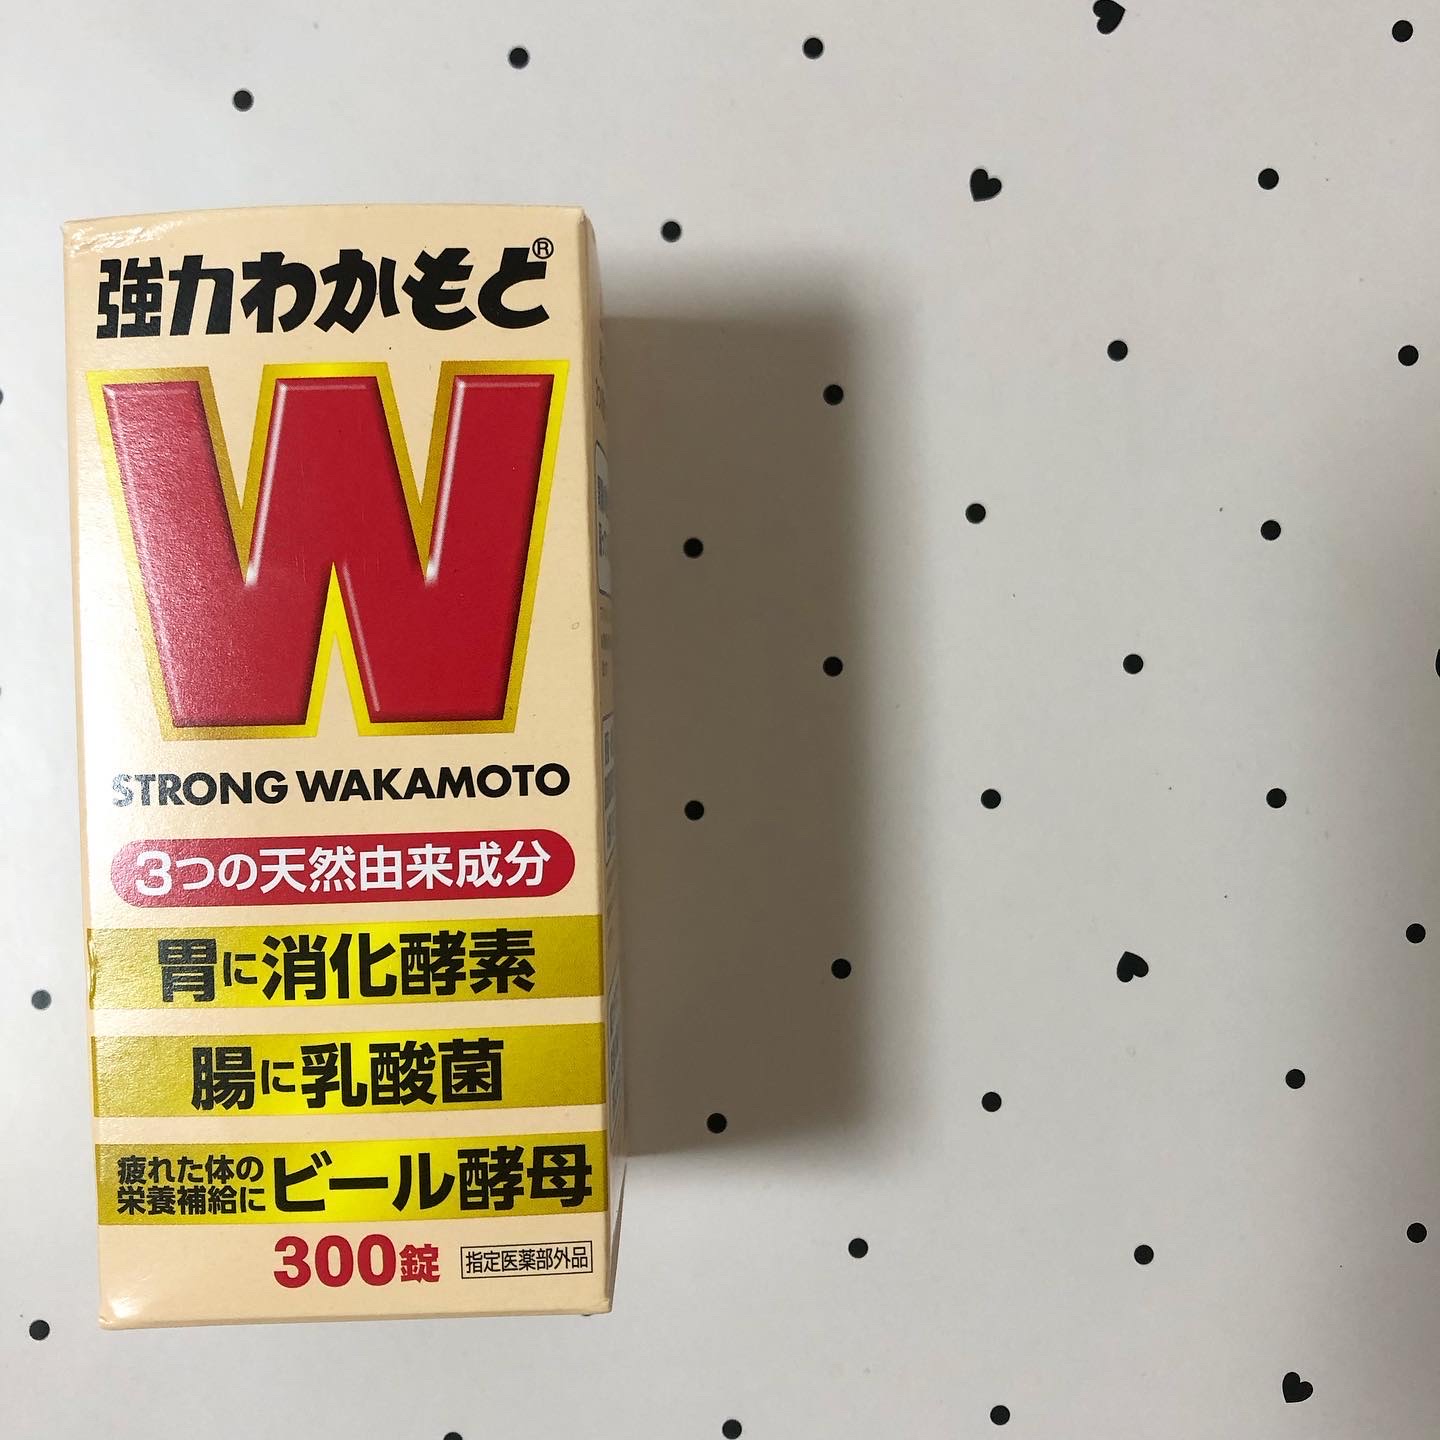 強力わかもと®
W
STRONG WAKAMOTO
3つの天然由来成分
胃に消化酵素
腸に乳酸菌
疲れた体の
栄養補給にビール酵母
300錠 指定医薬部外品